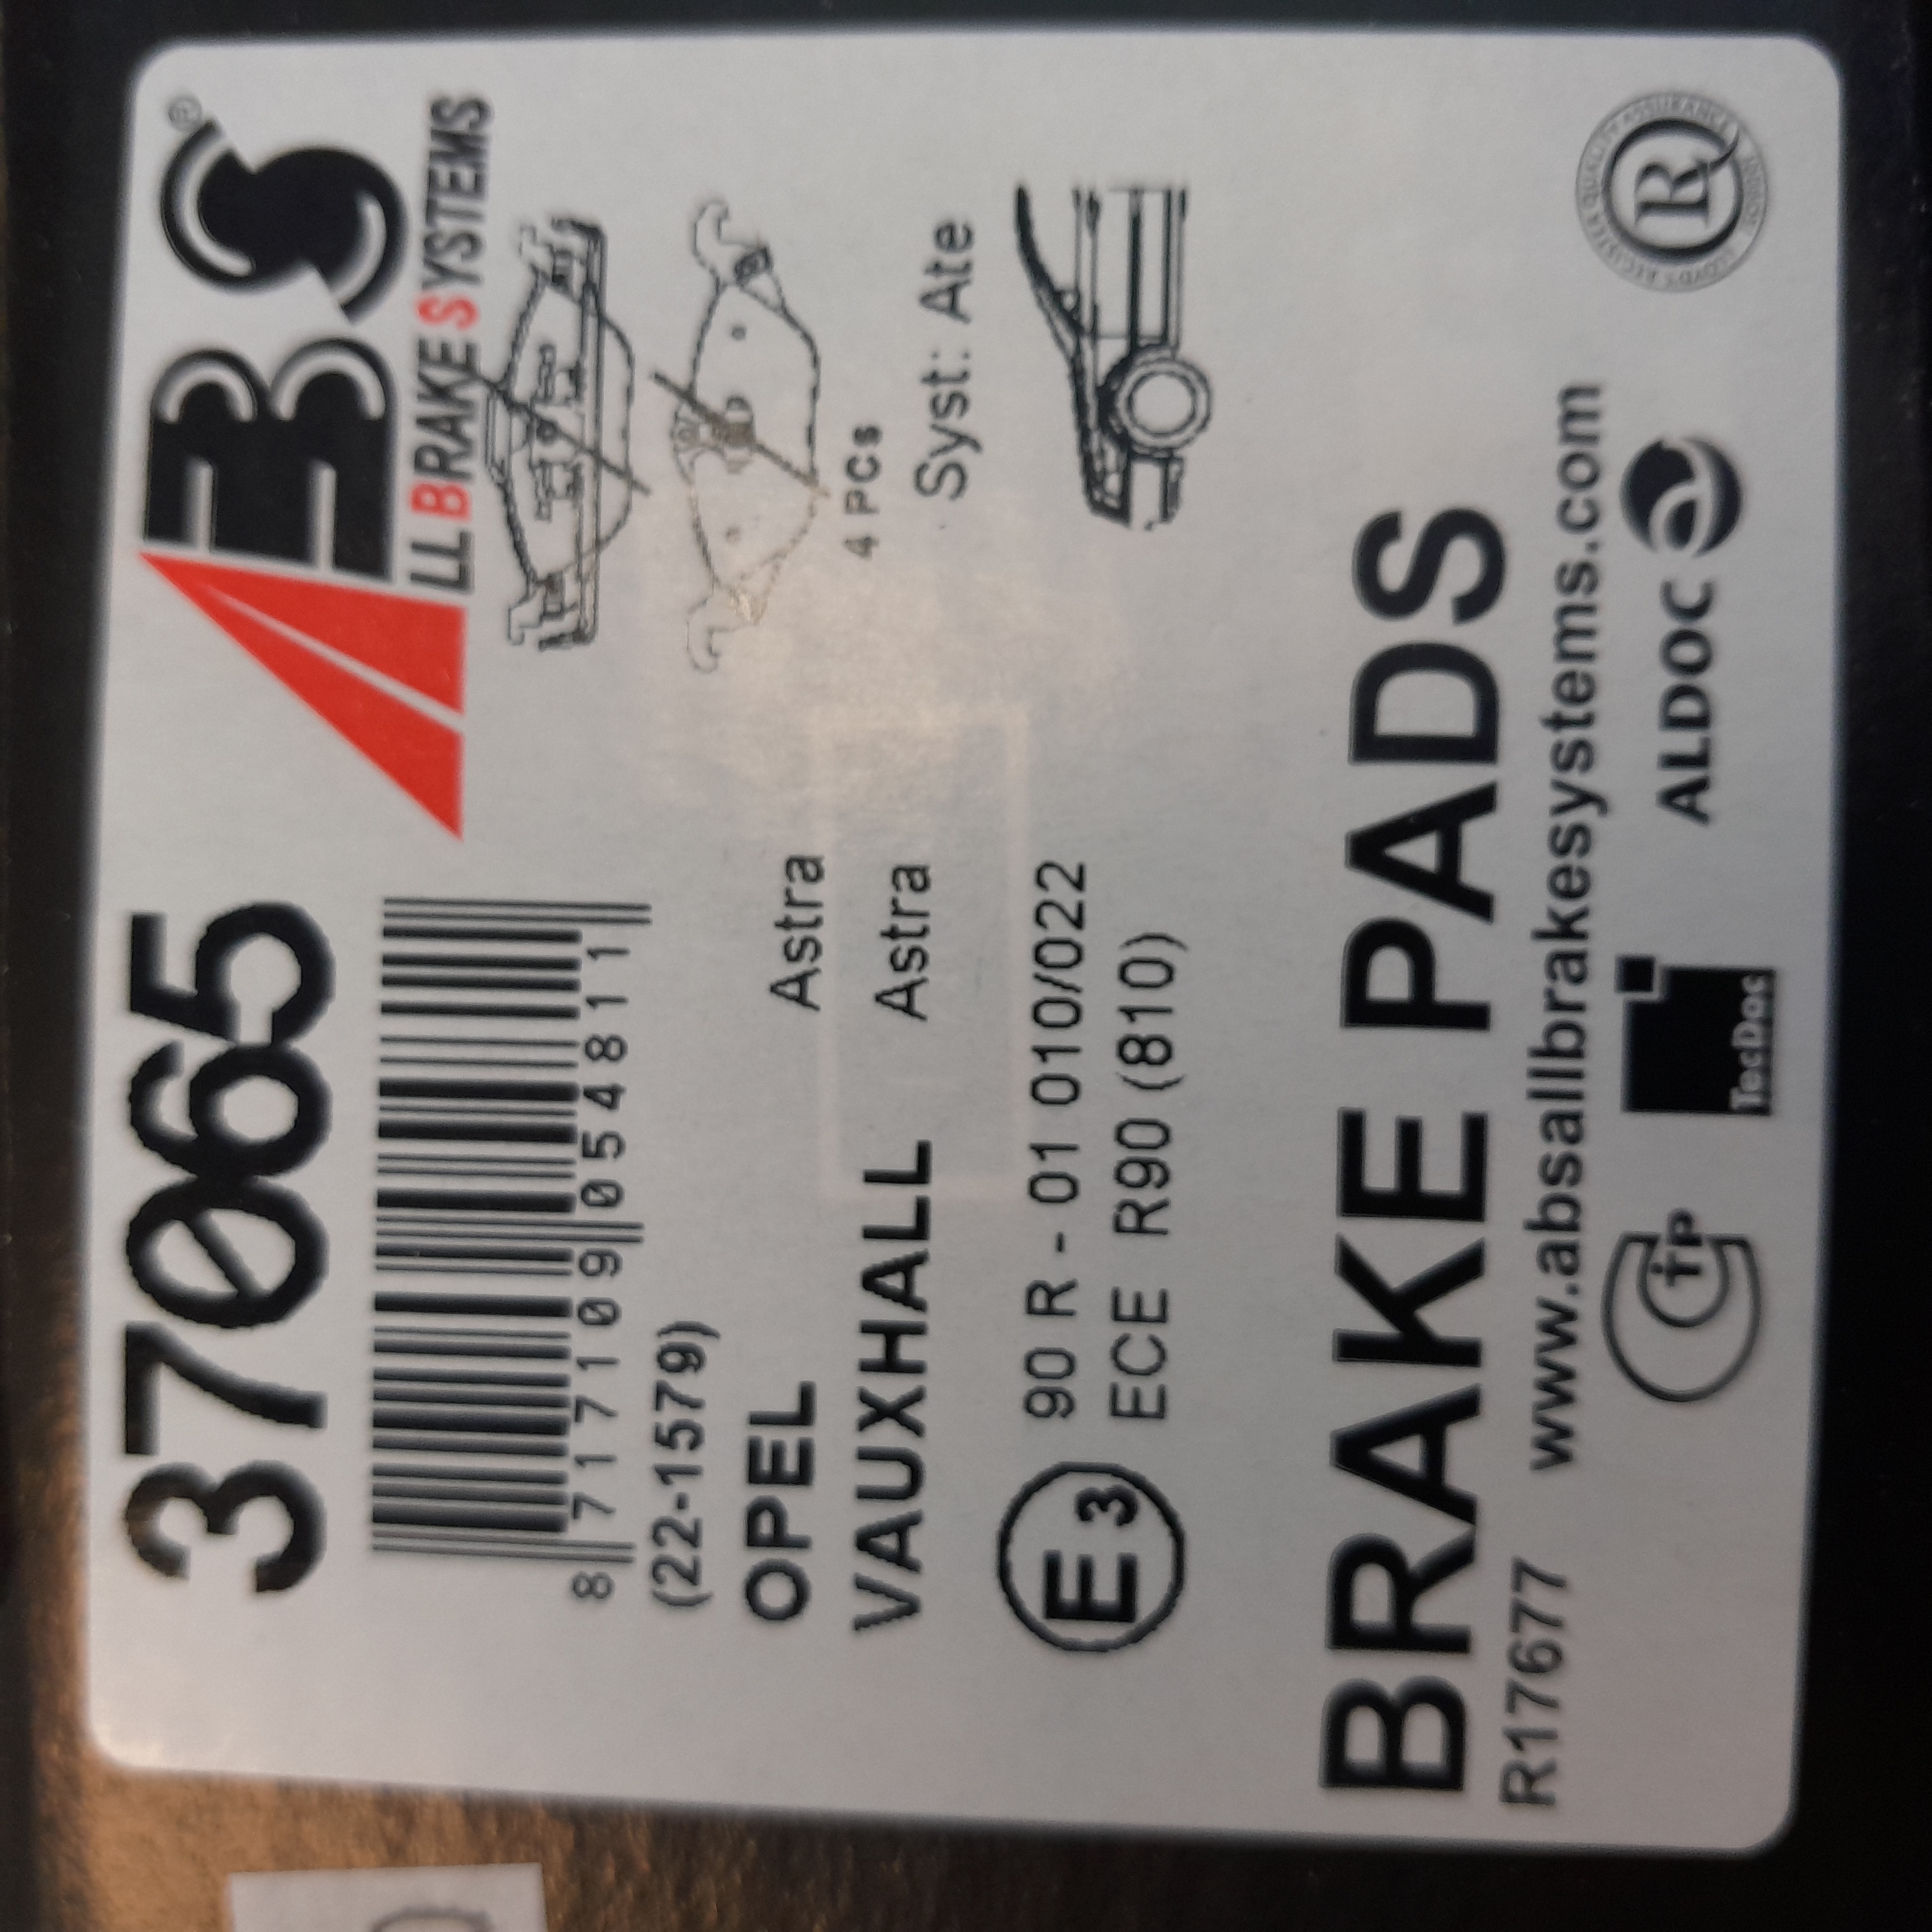 37065
8 717109 054811
(22-1579)
OPEL Astra
VAUXHALL Astra
E3
90 R - 01 010/022
ECE R90 (810)
ABS®
ALL BRAKE SYSTEMS
4 PCs
Syst: Ate
BRAKE PADS
R17677
www.absallbrakesystems.com
TecDoc
ALDOC
LR